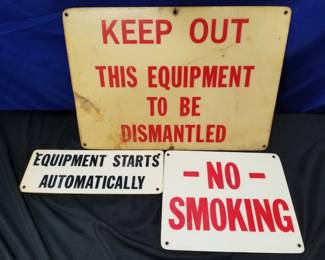 KEEP OUT
THIS EQUIPMENT
TO BE
DISMANTLED
EQUIPMENT STARTS
AUTOMATICALLY
- NO -
SMOKING